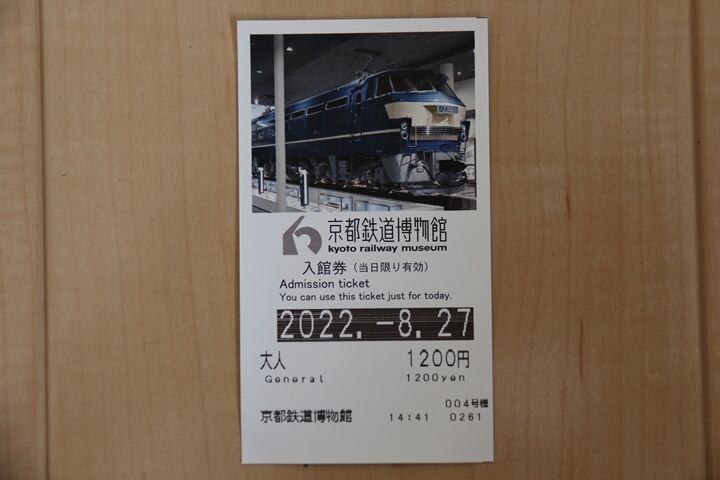 京都鉄道博物館
kyoto railway museum
入館券(当日限り有効)
Admission ticket
You can use this ticket just for today.
2022.-8.27
大人 1200円
General 1200yen
004号機
京都鉄道博物館 14:41 0261